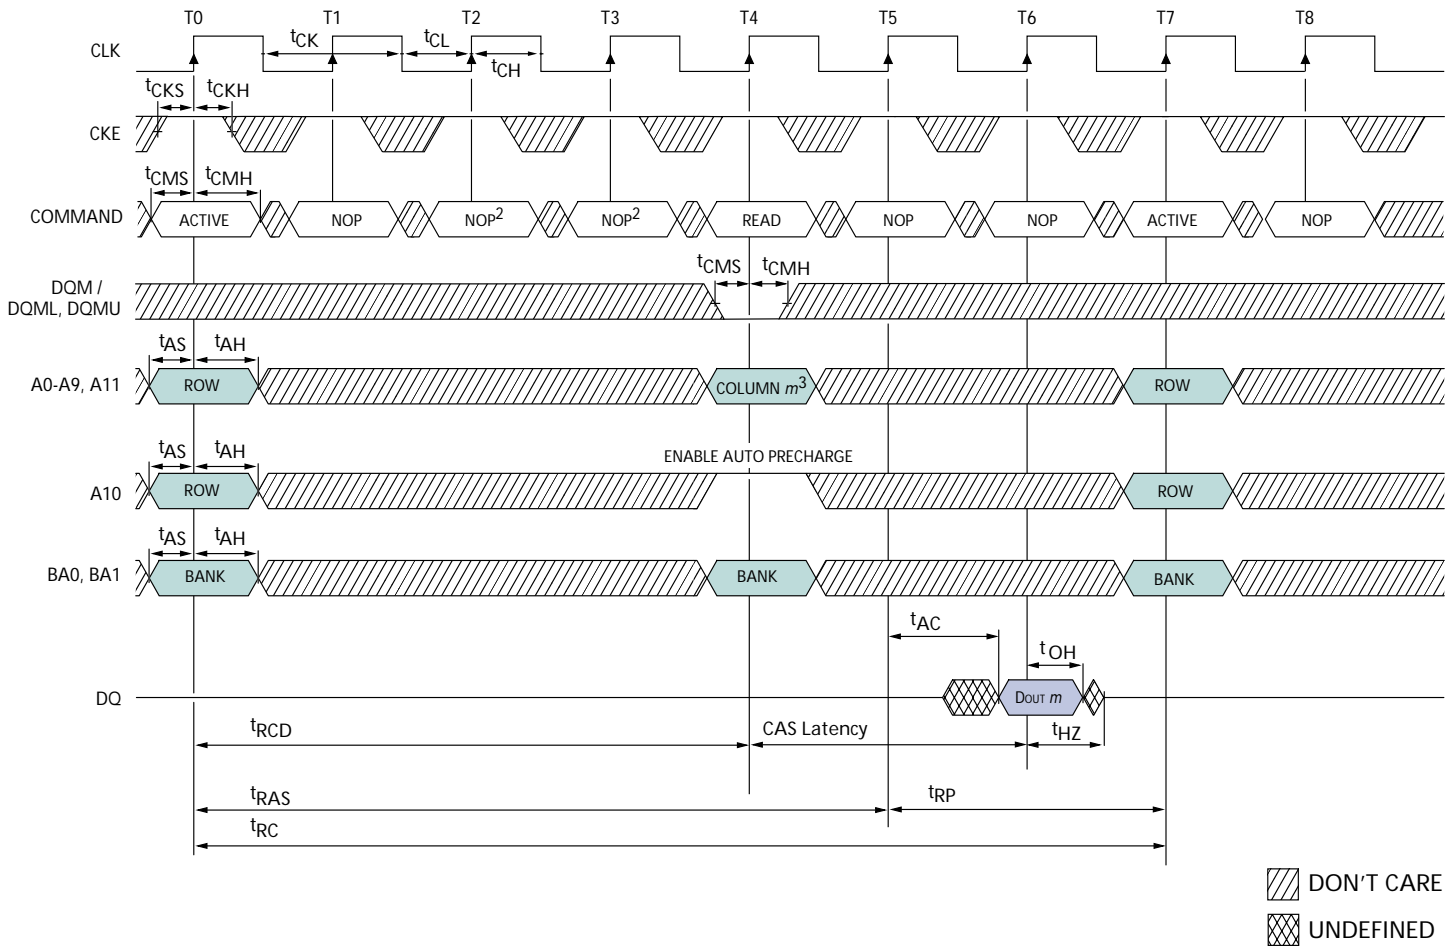 T0 T1 T2 T3 T4 T5 T6 T7 T8
CLK
tCK tCL
tCH
tCKS tCKH
CKE
tCMS tCMH
COMMAND ACTIVE NOP NOP2 NOP2 READ NOP NOP ACTIVE NOP
tCMS tCMH
DQM /
DQML, DQMU
tAS tAH
A0-A9, A11 ROW COLUMN m3 ROW
tAS tAH
ENABLE AUTO PRECHARGE
A10 ROW ROW
tAS tAH
BA0, BA1 BANK BANK BANK
tAC
tOH
DQ DOUT m
tRCD CAS Latency tHZ
tRAS tRP
tRC
DON'T CARE
UNDEFINED